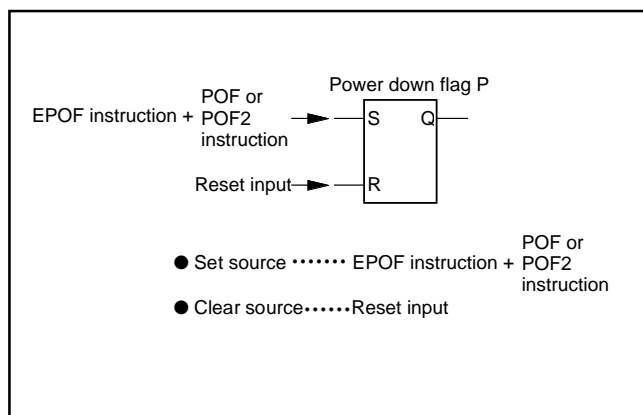 Power down flag P
EPOF instruction + POF or
POF2
instruction
S Q
Reset input R
● Set source ······· EPOF instruction + POF or
POF2
instruction
● Clear source ······ Reset input